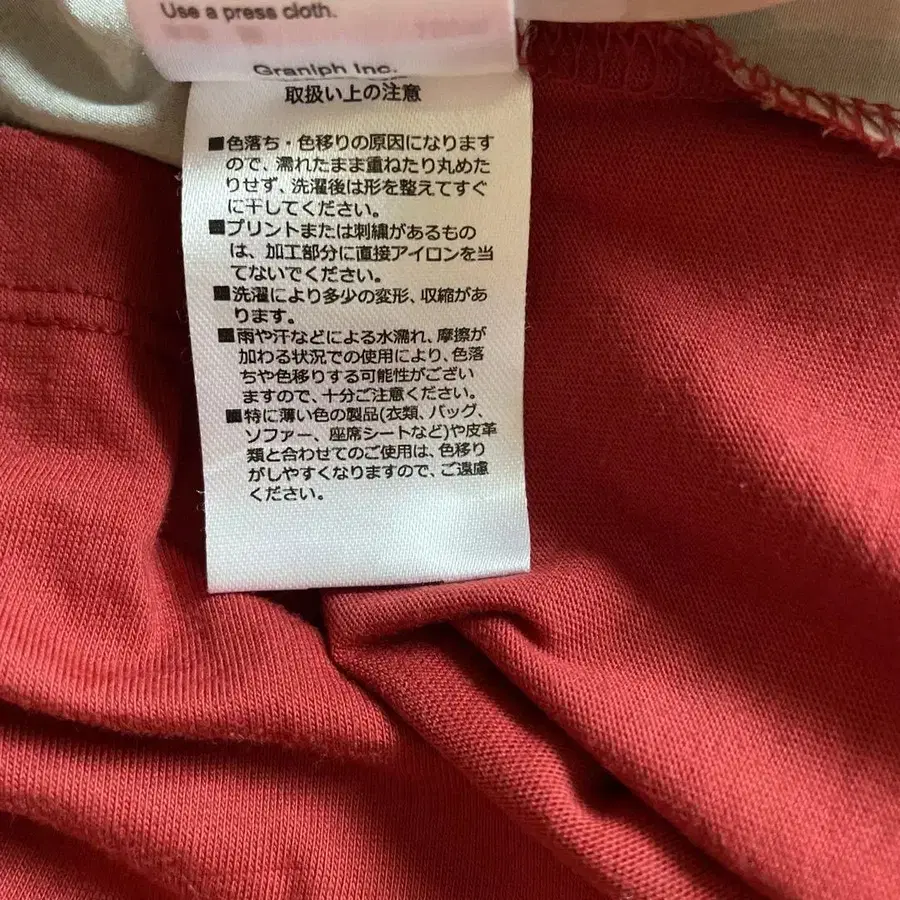 Use a press cloth.
Graniph Inc.
取扱い上の注意
■色落ち・色移りの原因になります
ので、濡れたまま重ねたり丸めた
りせず、洗濯後は形を整えてすぐ
に干してください。
■プリントまたは刺繍があるもの
は、加工部分に直接アイロンを当
てないでください。
■洗濯により多少の変形、収縮があ
ります。
■雨や汗などによる水濡れ、摩擦が
加わる状況での使用により、色落
ちや色移りする可能性がござい
ますので、十分ご注意ください。
■特に薄い色の製品(衣類、バッグ、
ソファー、座席シートなど)や皮革
類と合わせてのご使用は、色移り
がしやすくなりますので、ご遠慮
ください。